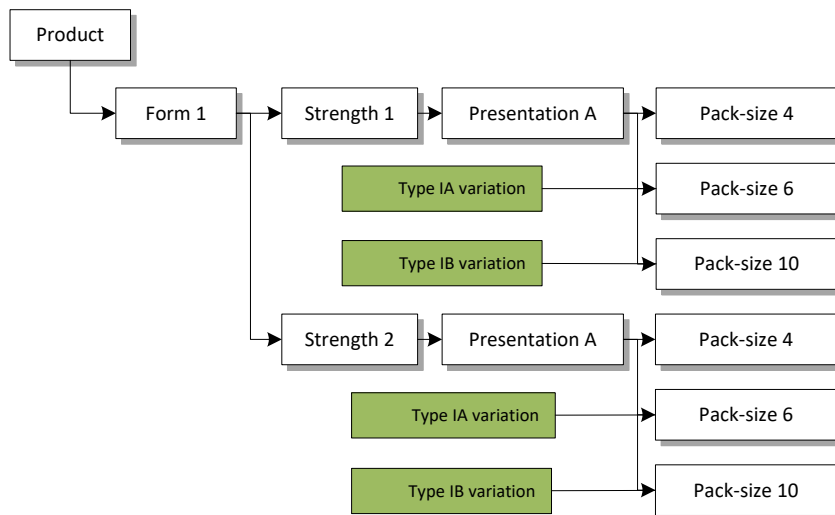 Product
Form 1
Strength 1
Presentation A
Pack-size 4
Type IA variation
Pack-size 6
Type IB variation
Pack-size 10
Strength 2
Presentation A
Pack-size 4
Type IA variation
Pack-size 6
Type IB variation
Pack-size 10